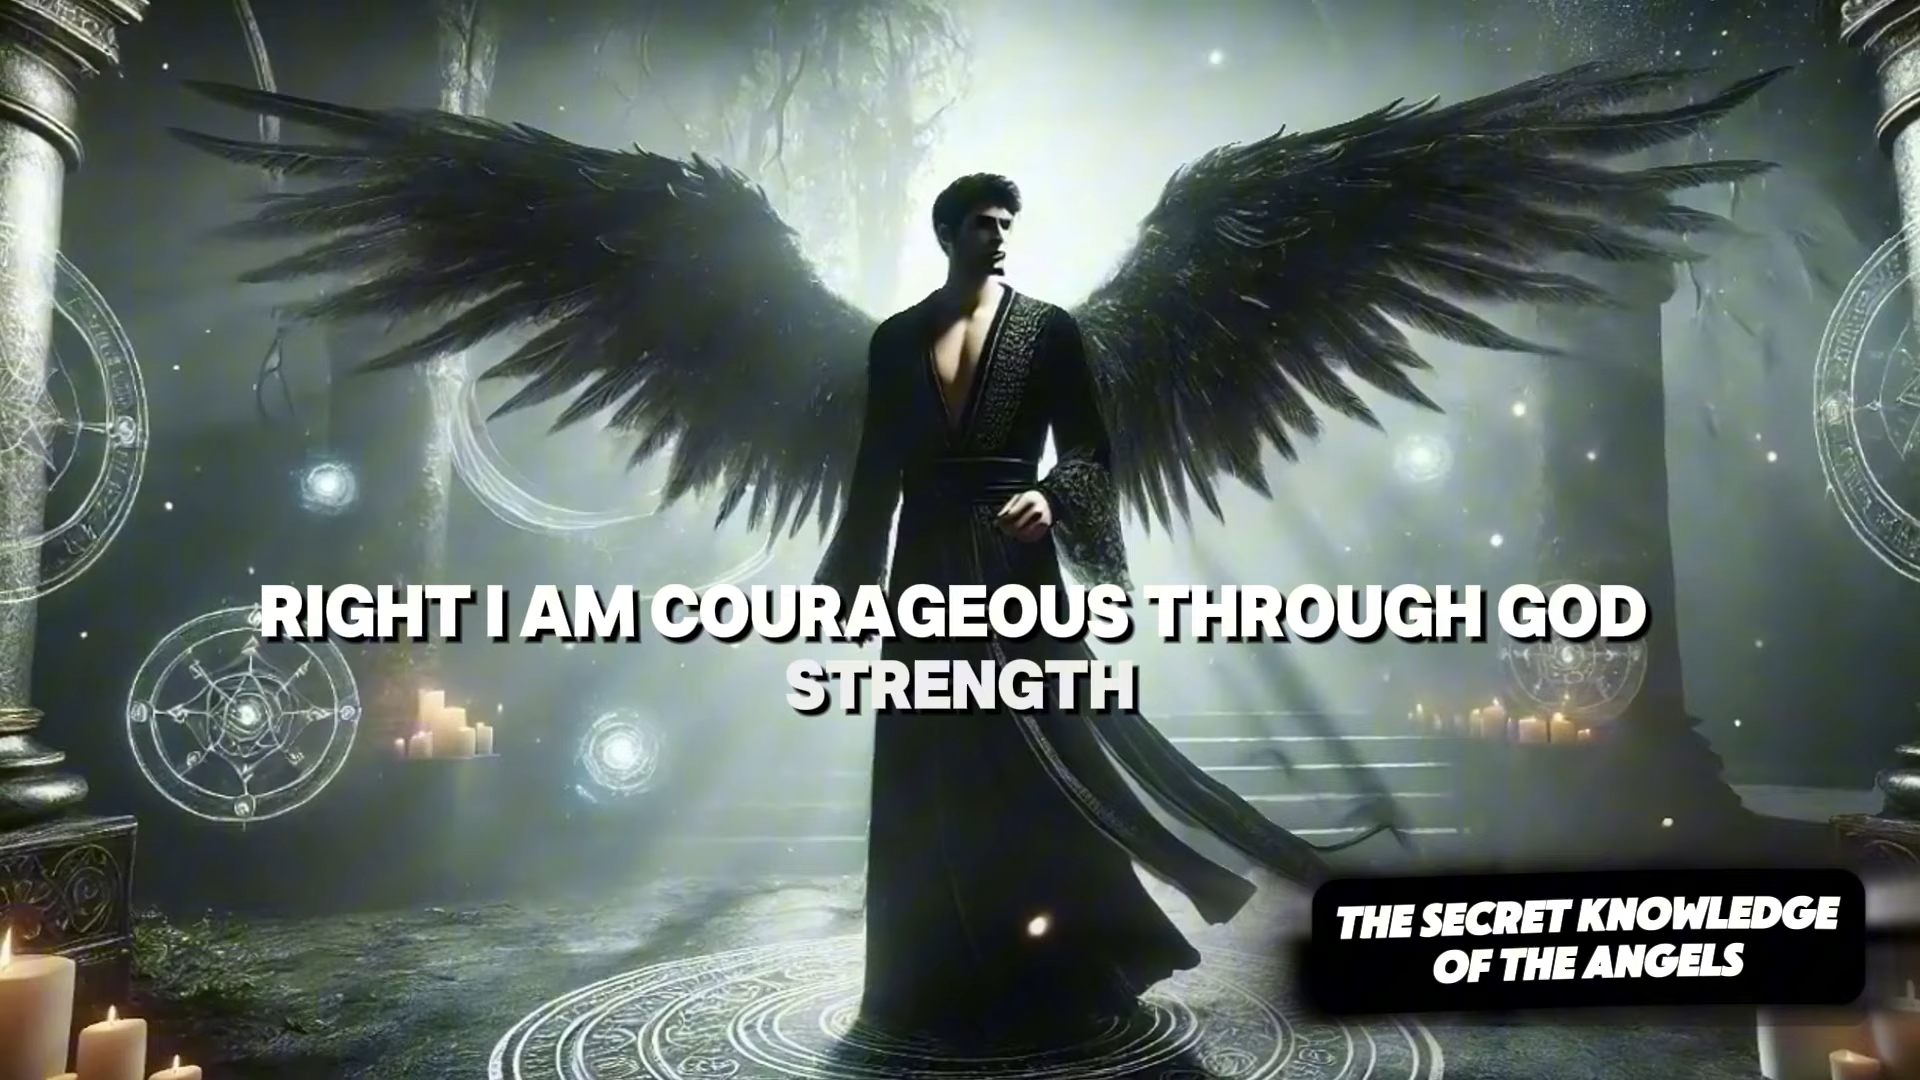 RIGHT I AM COURAGEOUS THROUGH GOD
STRENGTH
THE SECRET KNOWLEDGE
OF THE ANGELS